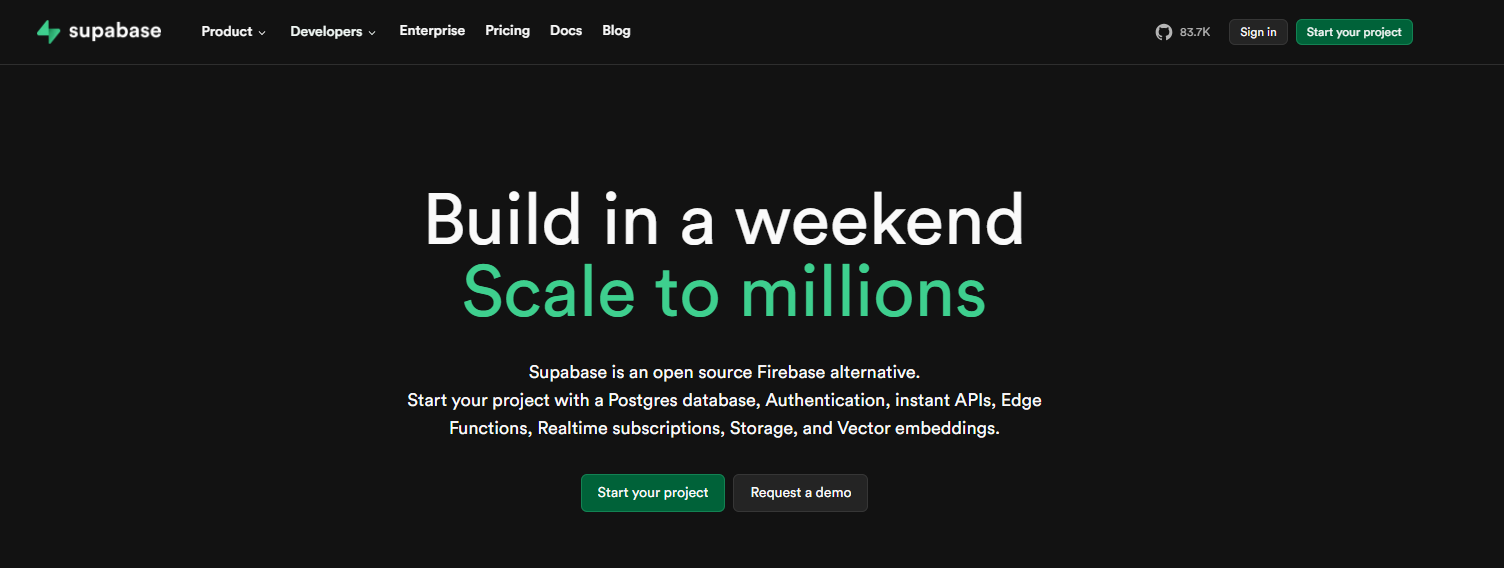 supabase
Product
Developers
Enterprise
Pricing
Docs
Blog
83.7K
Sign in
Start your project
Build in a weekend
Scale to millions
Supabase is an open source Firebase alternative.
Start your project with a Postgres database, Authentication, instant APIs, Edge
Functions, Realtime subscriptions, Storage, and Vector embeddings.
Start your project
Request a demo